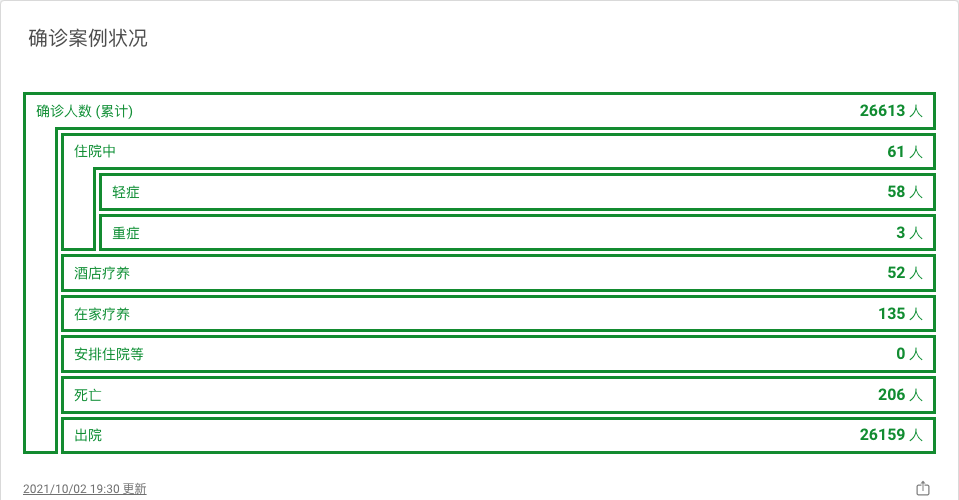 确诊案例状况
确诊人数 (累计) 26613 人
住院中 61 人
轻症 58 人
重症 3 人
酒店疗养 52 人
在家疗养 135 人
安排住院等 0 人
死亡 206 人
出院 26159 人
2021/10/02 19:30 更新